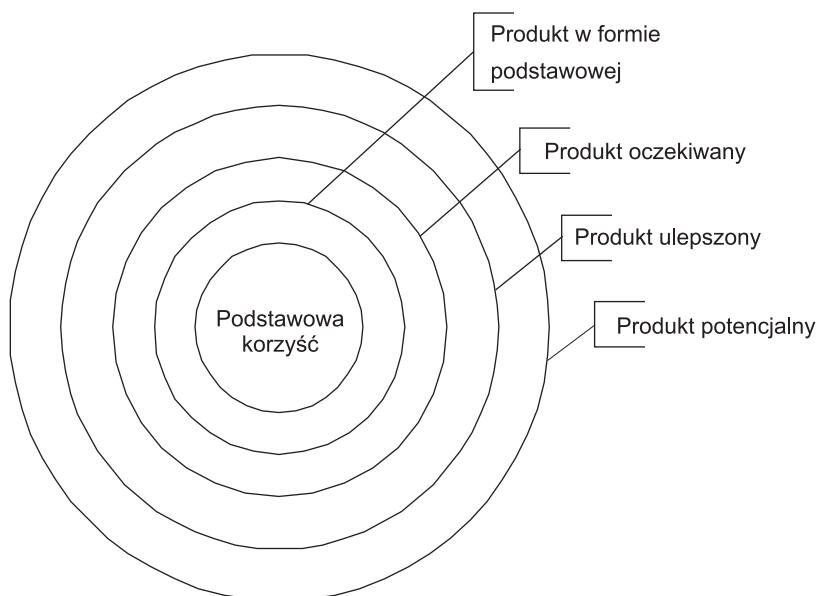 Produkt w formie
podstawowej
Produkt oczekiwany
Produkt ulepszony
Produkt potencjalny
Podstawowa
korzyść